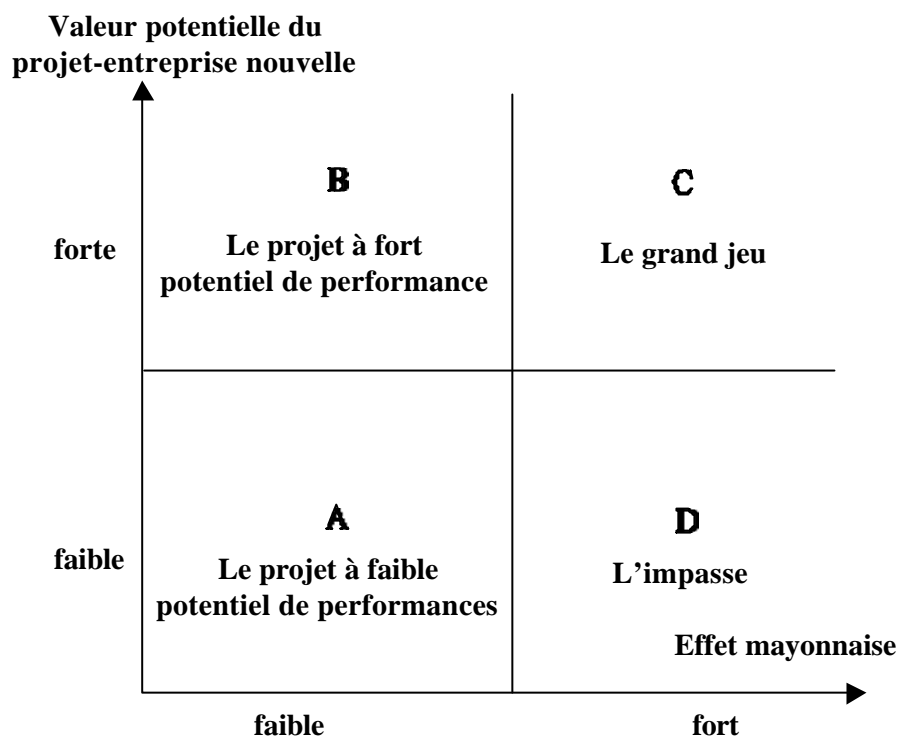 Valeur potentielle du
projet-entreprise nouvelle
B
C
forte
Le projet à fort
potentiel de performance
Le grand jeu
A
D
faible
Le projet à faible
potentiel de performances
L'impasse
Effet mayonnaise
faible
fort